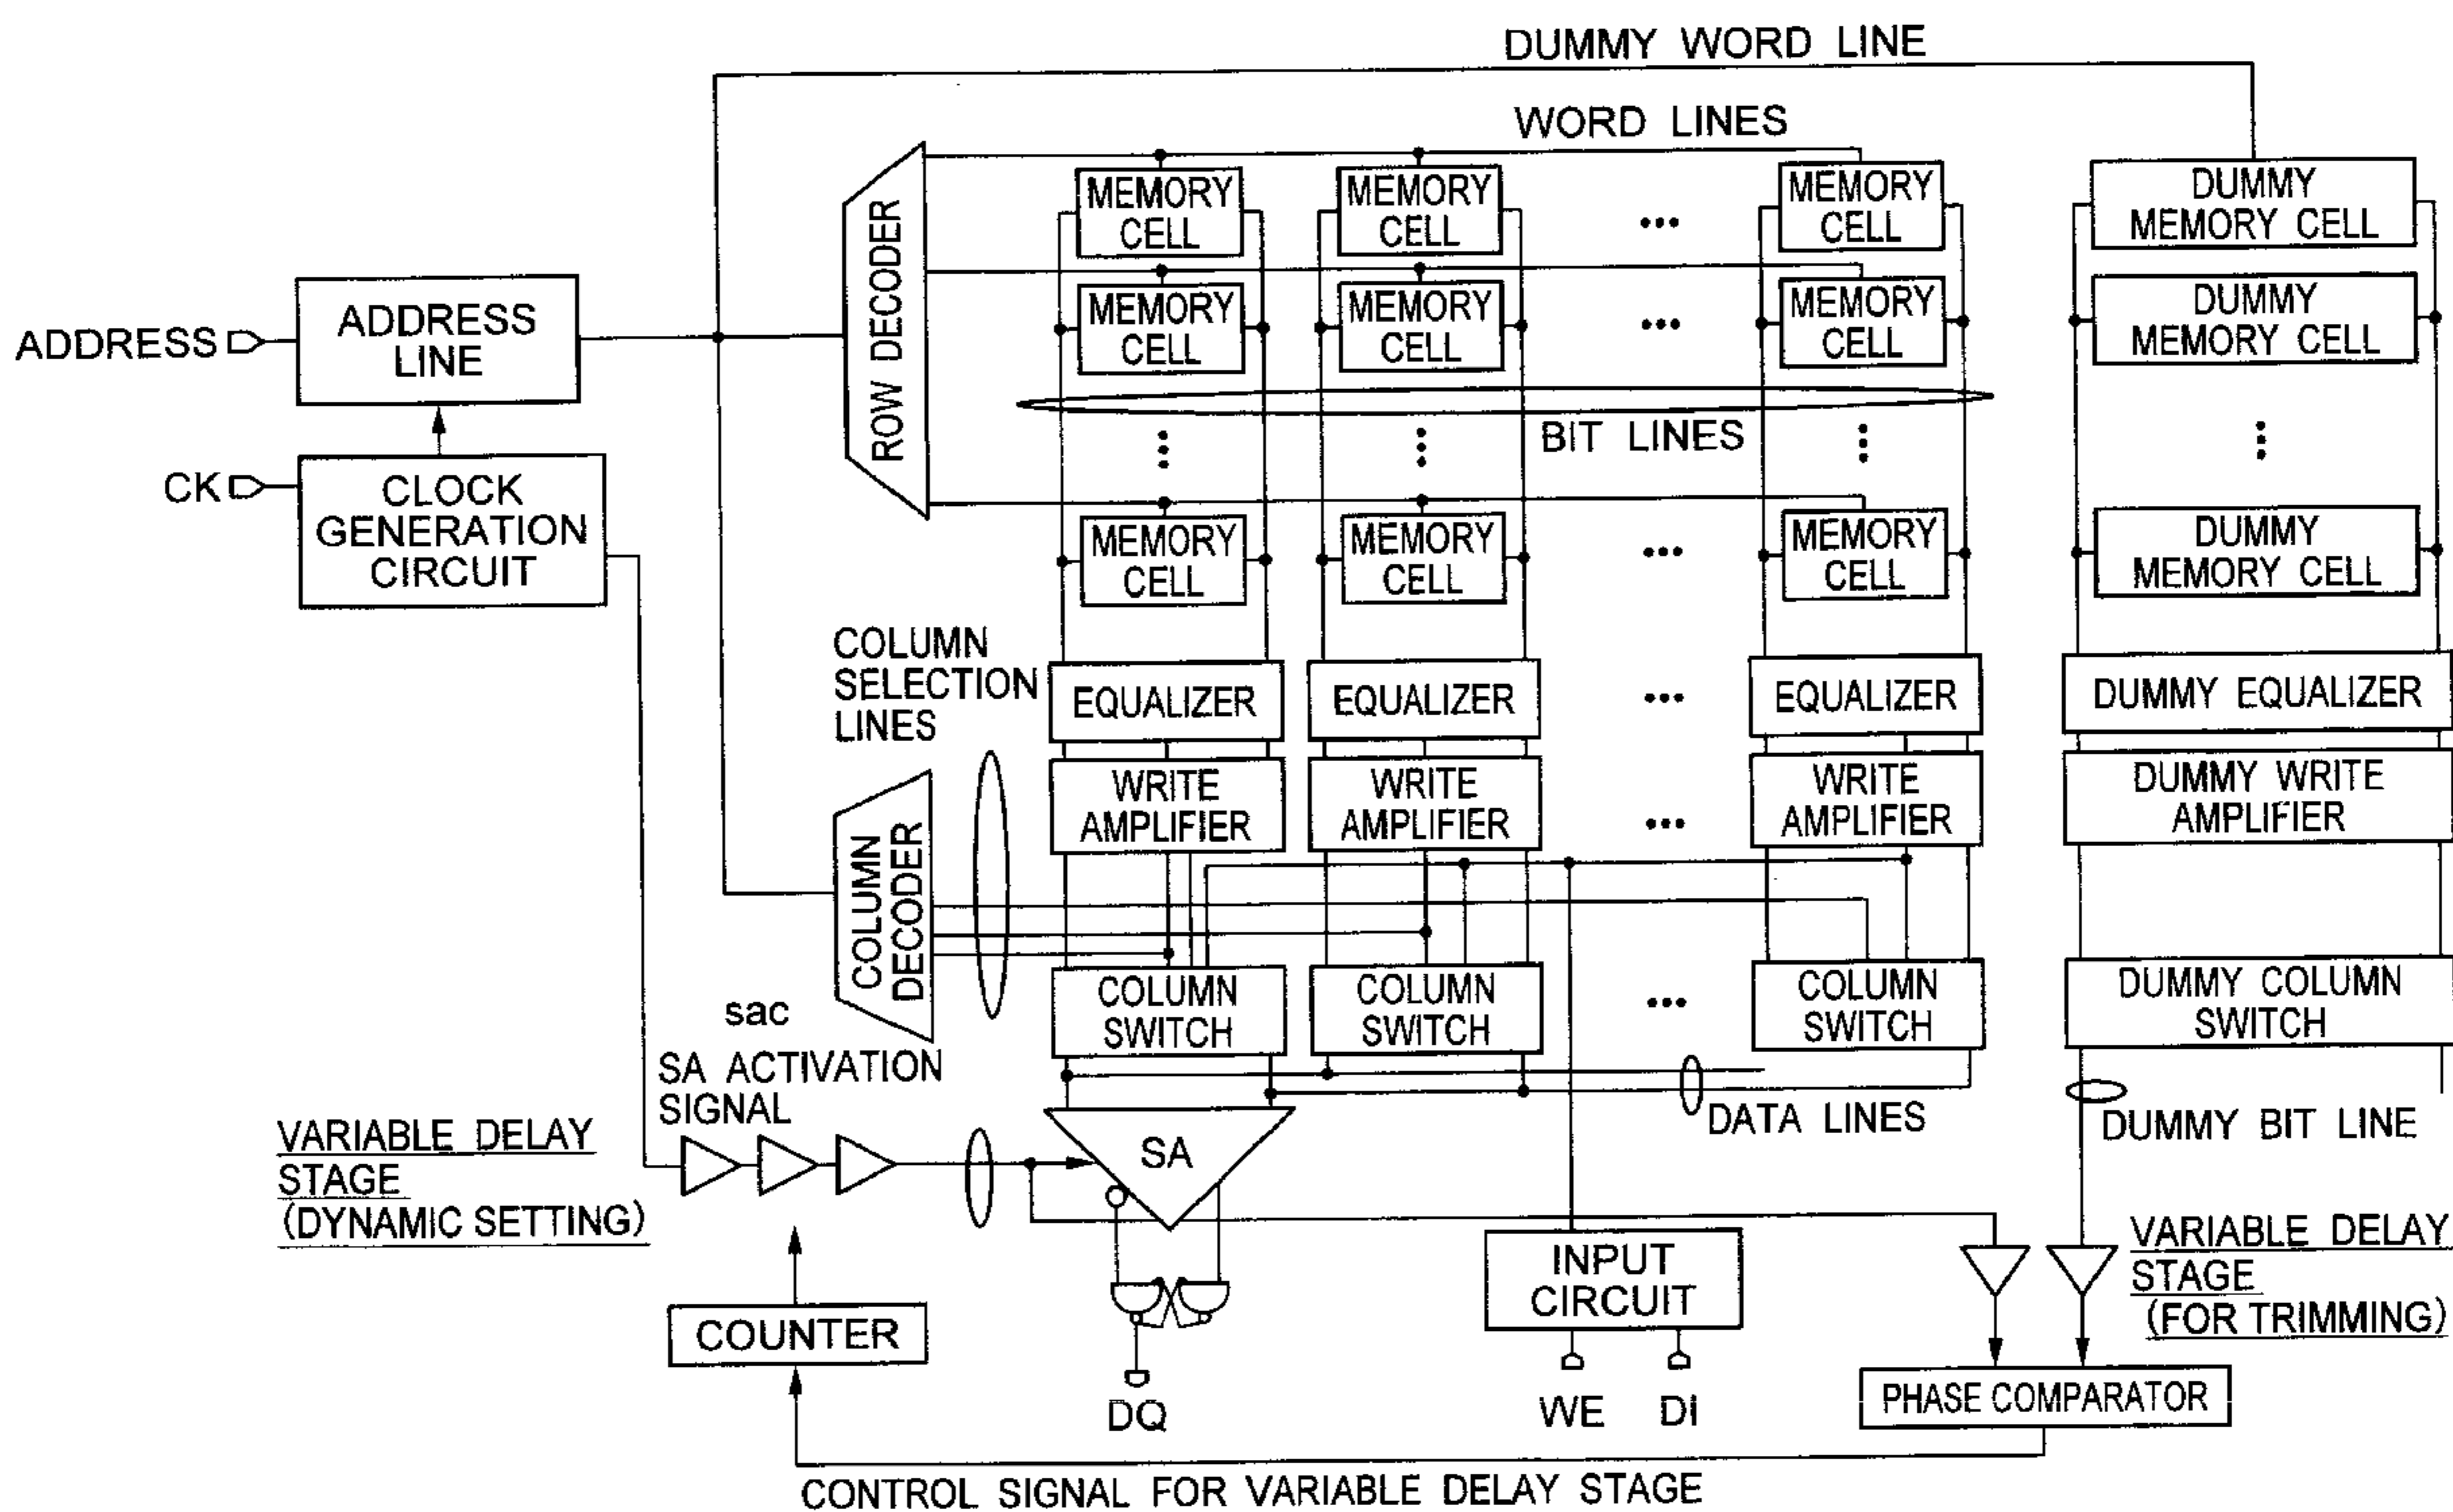 DUMMY WORD LINE
WORD LINES
MEMORY
CELL
MEMORY
CELL
...
MEMORY
CELL
DUMMY
MEMORY CELL
ROW DECODER
ADDRESS
ADDRESS
LINE
MEMORY
CELL
MEMORY
CELL
...
MEMORY
CELL
DUMMY
MEMORY CELL
BIT LINES
CK
CLOCK
GENERATION
CIRCUIT
MEMORY
CELL
MEMORY
CELL
...
MEMORY
CELL
DUMMY
MEMORY CELL
COLUMN
SELECTION
LINES
EQUALIZER
EQUALIZER
...
EQUALIZER
DUMMY EQUALIZER
WRITE
AMPLIFIER
WRITE
AMPLIFIER
...
WRITE
AMPLIFIER
DUMMY WRITE
AMPLIFIER
COLUMN
DECODER
COLUMN
SWITCH
COLUMN
SWITCH
...
COLUMN
SWITCH
DUMMY COLUMN
SWITCH
sac
SA ACTIVATION
SIGNAL
DATA LINES
DUMMY BIT LINE
VARIABLE DELAY
STAGE
(DYNAMIC SETTING)
SA
VARIABLE DELAY
STAGE
(FOR TRIMMING)
INPUT
CIRCUIT
COUNTER
DQ
WE
DI
PHASE COMPARATOR
CONTROL SIGNAL FOR VARIABLE DELAY STAGE